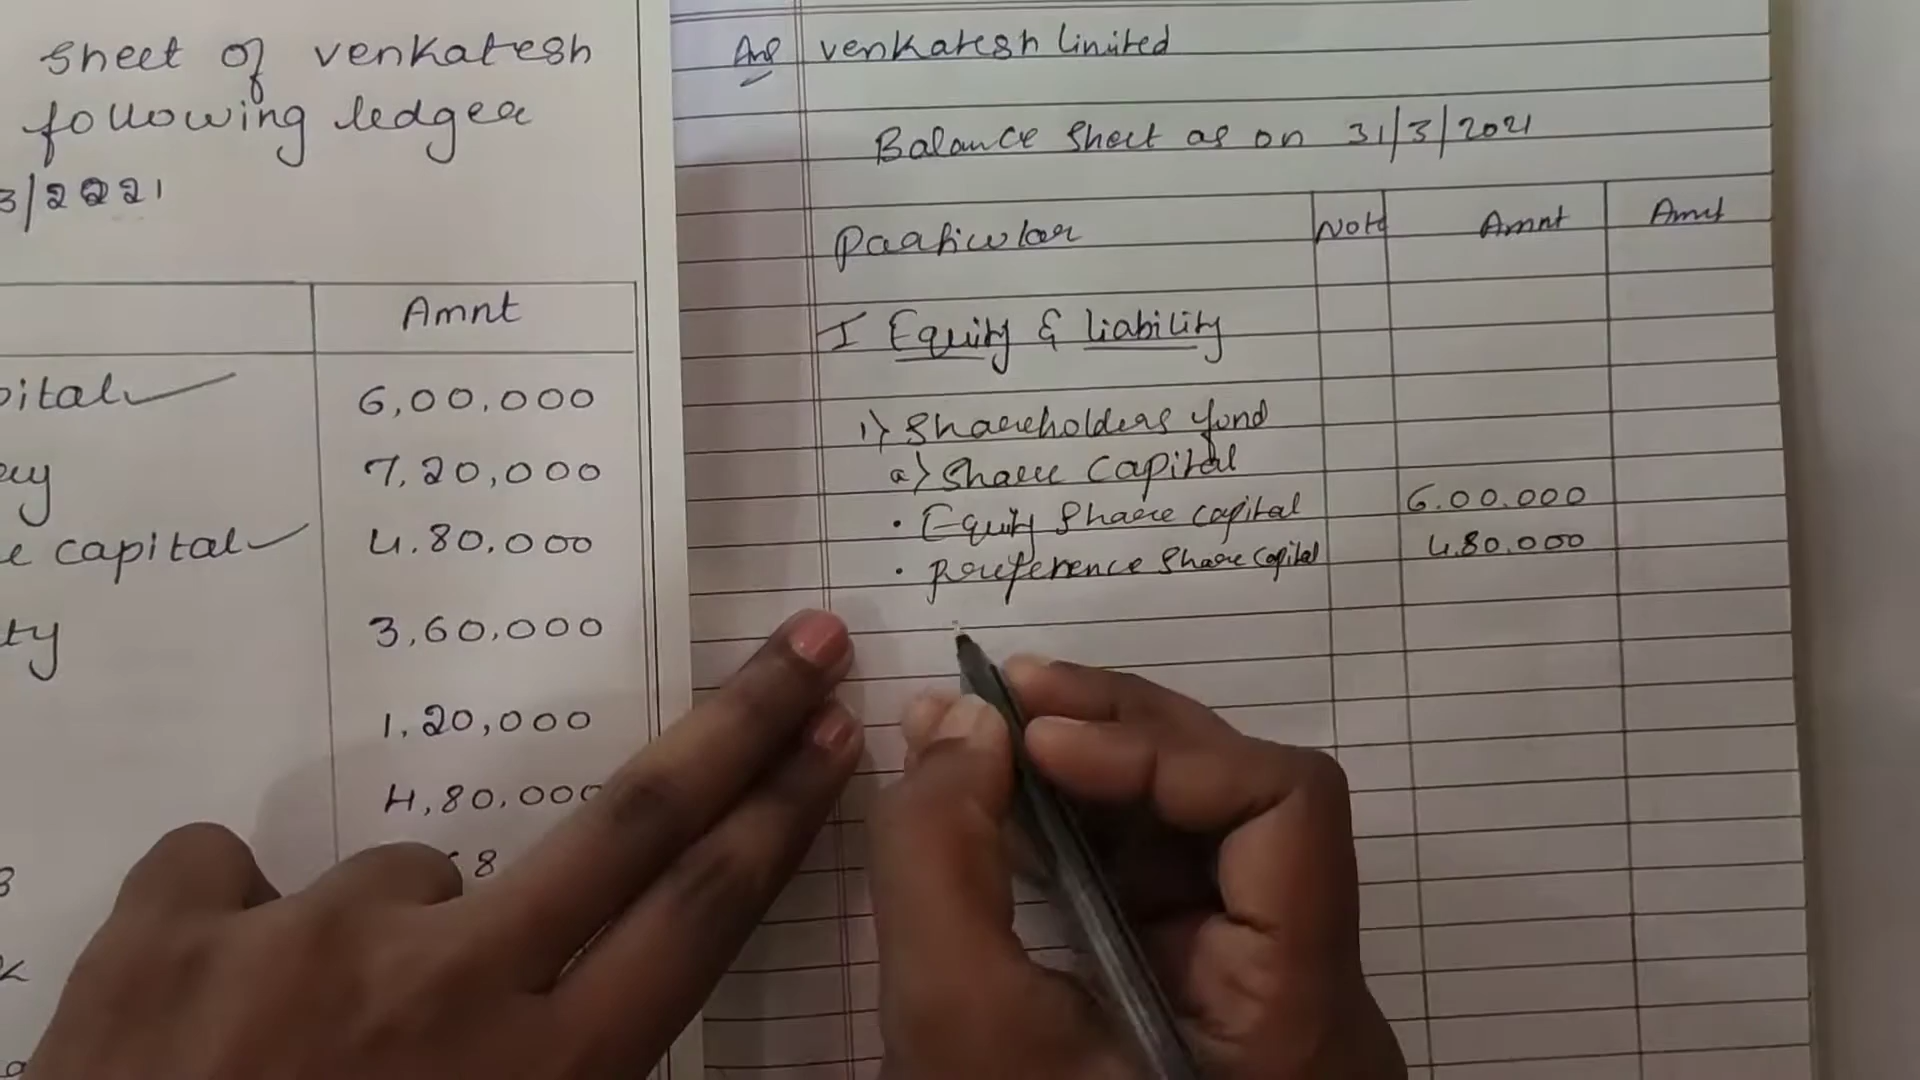 sheet of venkatesh
following ledger
3/2021
Amnt
pital 6,00,000
ey 7,20,000
e capital 4,80,000
ty 3,60,000
1,20,000
4,80,000
8
Ans venkatesh limited
Balance sheet as on 31/3/2021
Particular Note Amnt Amnt
I Equity & liability
1) Shareholders fund
a) Share capital
• Equity Share capital 6,00,000
• Preference Share capital 4,80,000